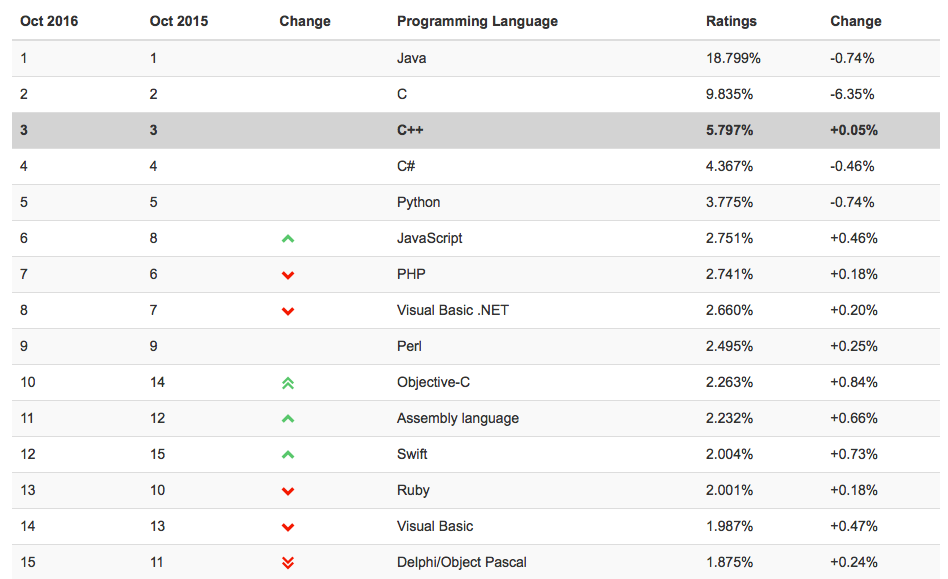 Oct 2016 Oct 2015 Change Programming Language Ratings Change
1 1 Java 18.799% -0.74%
2 2 C 9.835% -6.35%
3 3 C++ 5.797% +0.05%
4 4 C# 4.367% -0.46%
5 5 Python 3.775% -0.74%
6 8 JavaScript 2.751% +0.46%
7 6 PHP 2.741% +0.18%
8 7 Visual Basic .NET 2.660% +0.20%
9 9 Perl 2.495% +0.25%
10 14 Objective-C 2.263% +0.84%
11 12 Assembly language 2.232% +0.66%
12 15 Swift 2.004% +0.73%
13 10 Ruby 2.001% +0.18%
14 13 Visual Basic 1.987% +0.47%
15 11 Delphi/Object Pascal 1.875% +0.24%